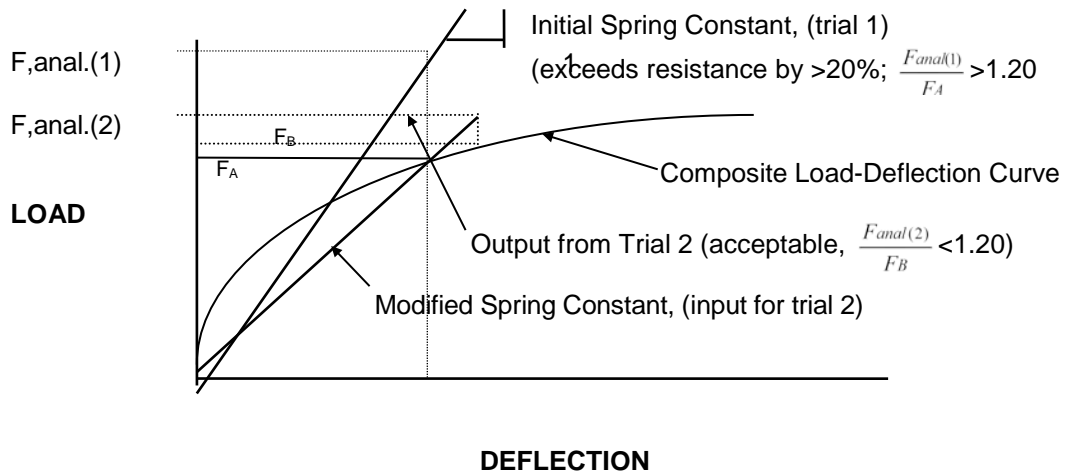 Initial Spring Constant, (trial 1)
F,anal.(1)
1
(exceeds resistance by >20%; Fanal(1)/FA >1.20
F,anal.(2)
FB
FA
Composite Load-Deflection Curve
LOAD
Output from Trial 2 (acceptable, Fanal(2)/FB <1.20)
Modified Spring Constant, (input for trial 2)
DEFLECTION